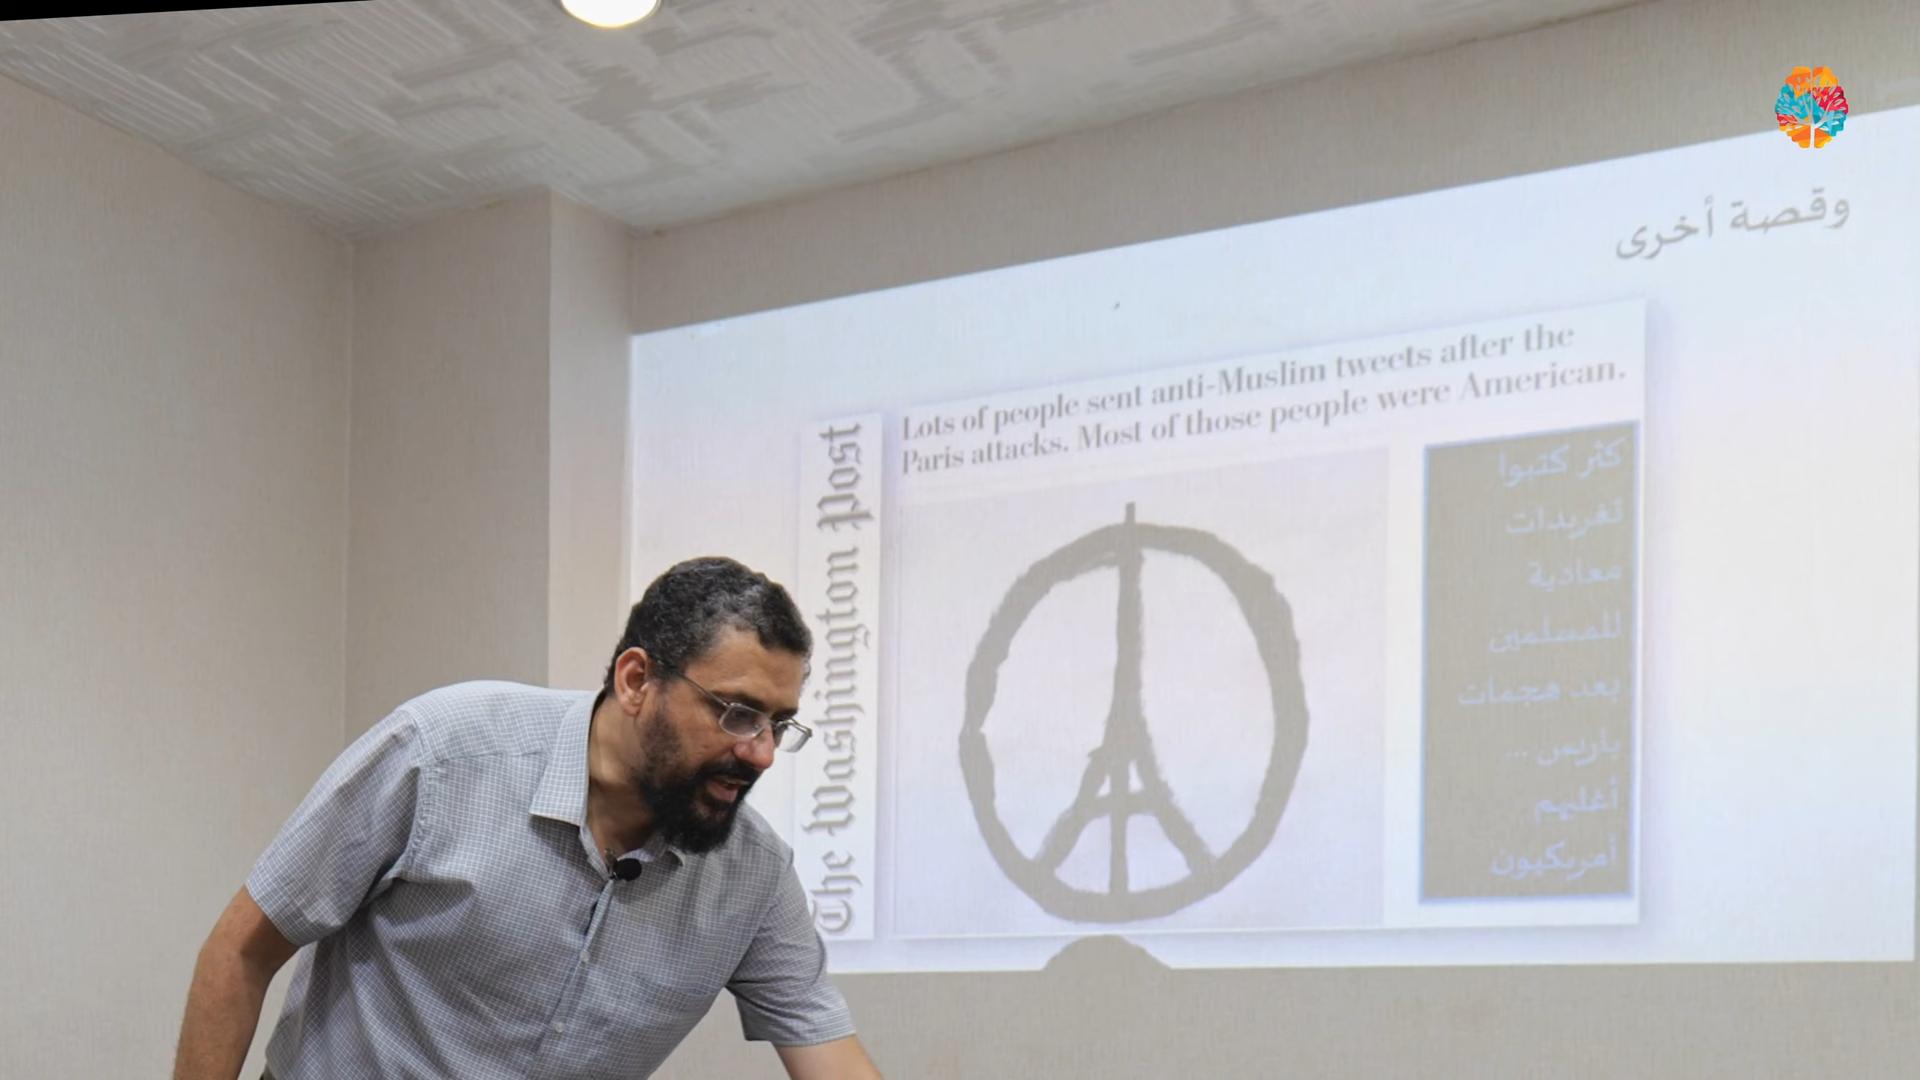 وقصة أخرى
Lots of people sent anti-Muslim tweets after the
Paris attacks. Most of those people were American.
The Washington Post
كثر كتبوا
تغريدات
معادية
للمسلمين
بعد هجمات
باريس ...
أغلبهم
أمريكيون